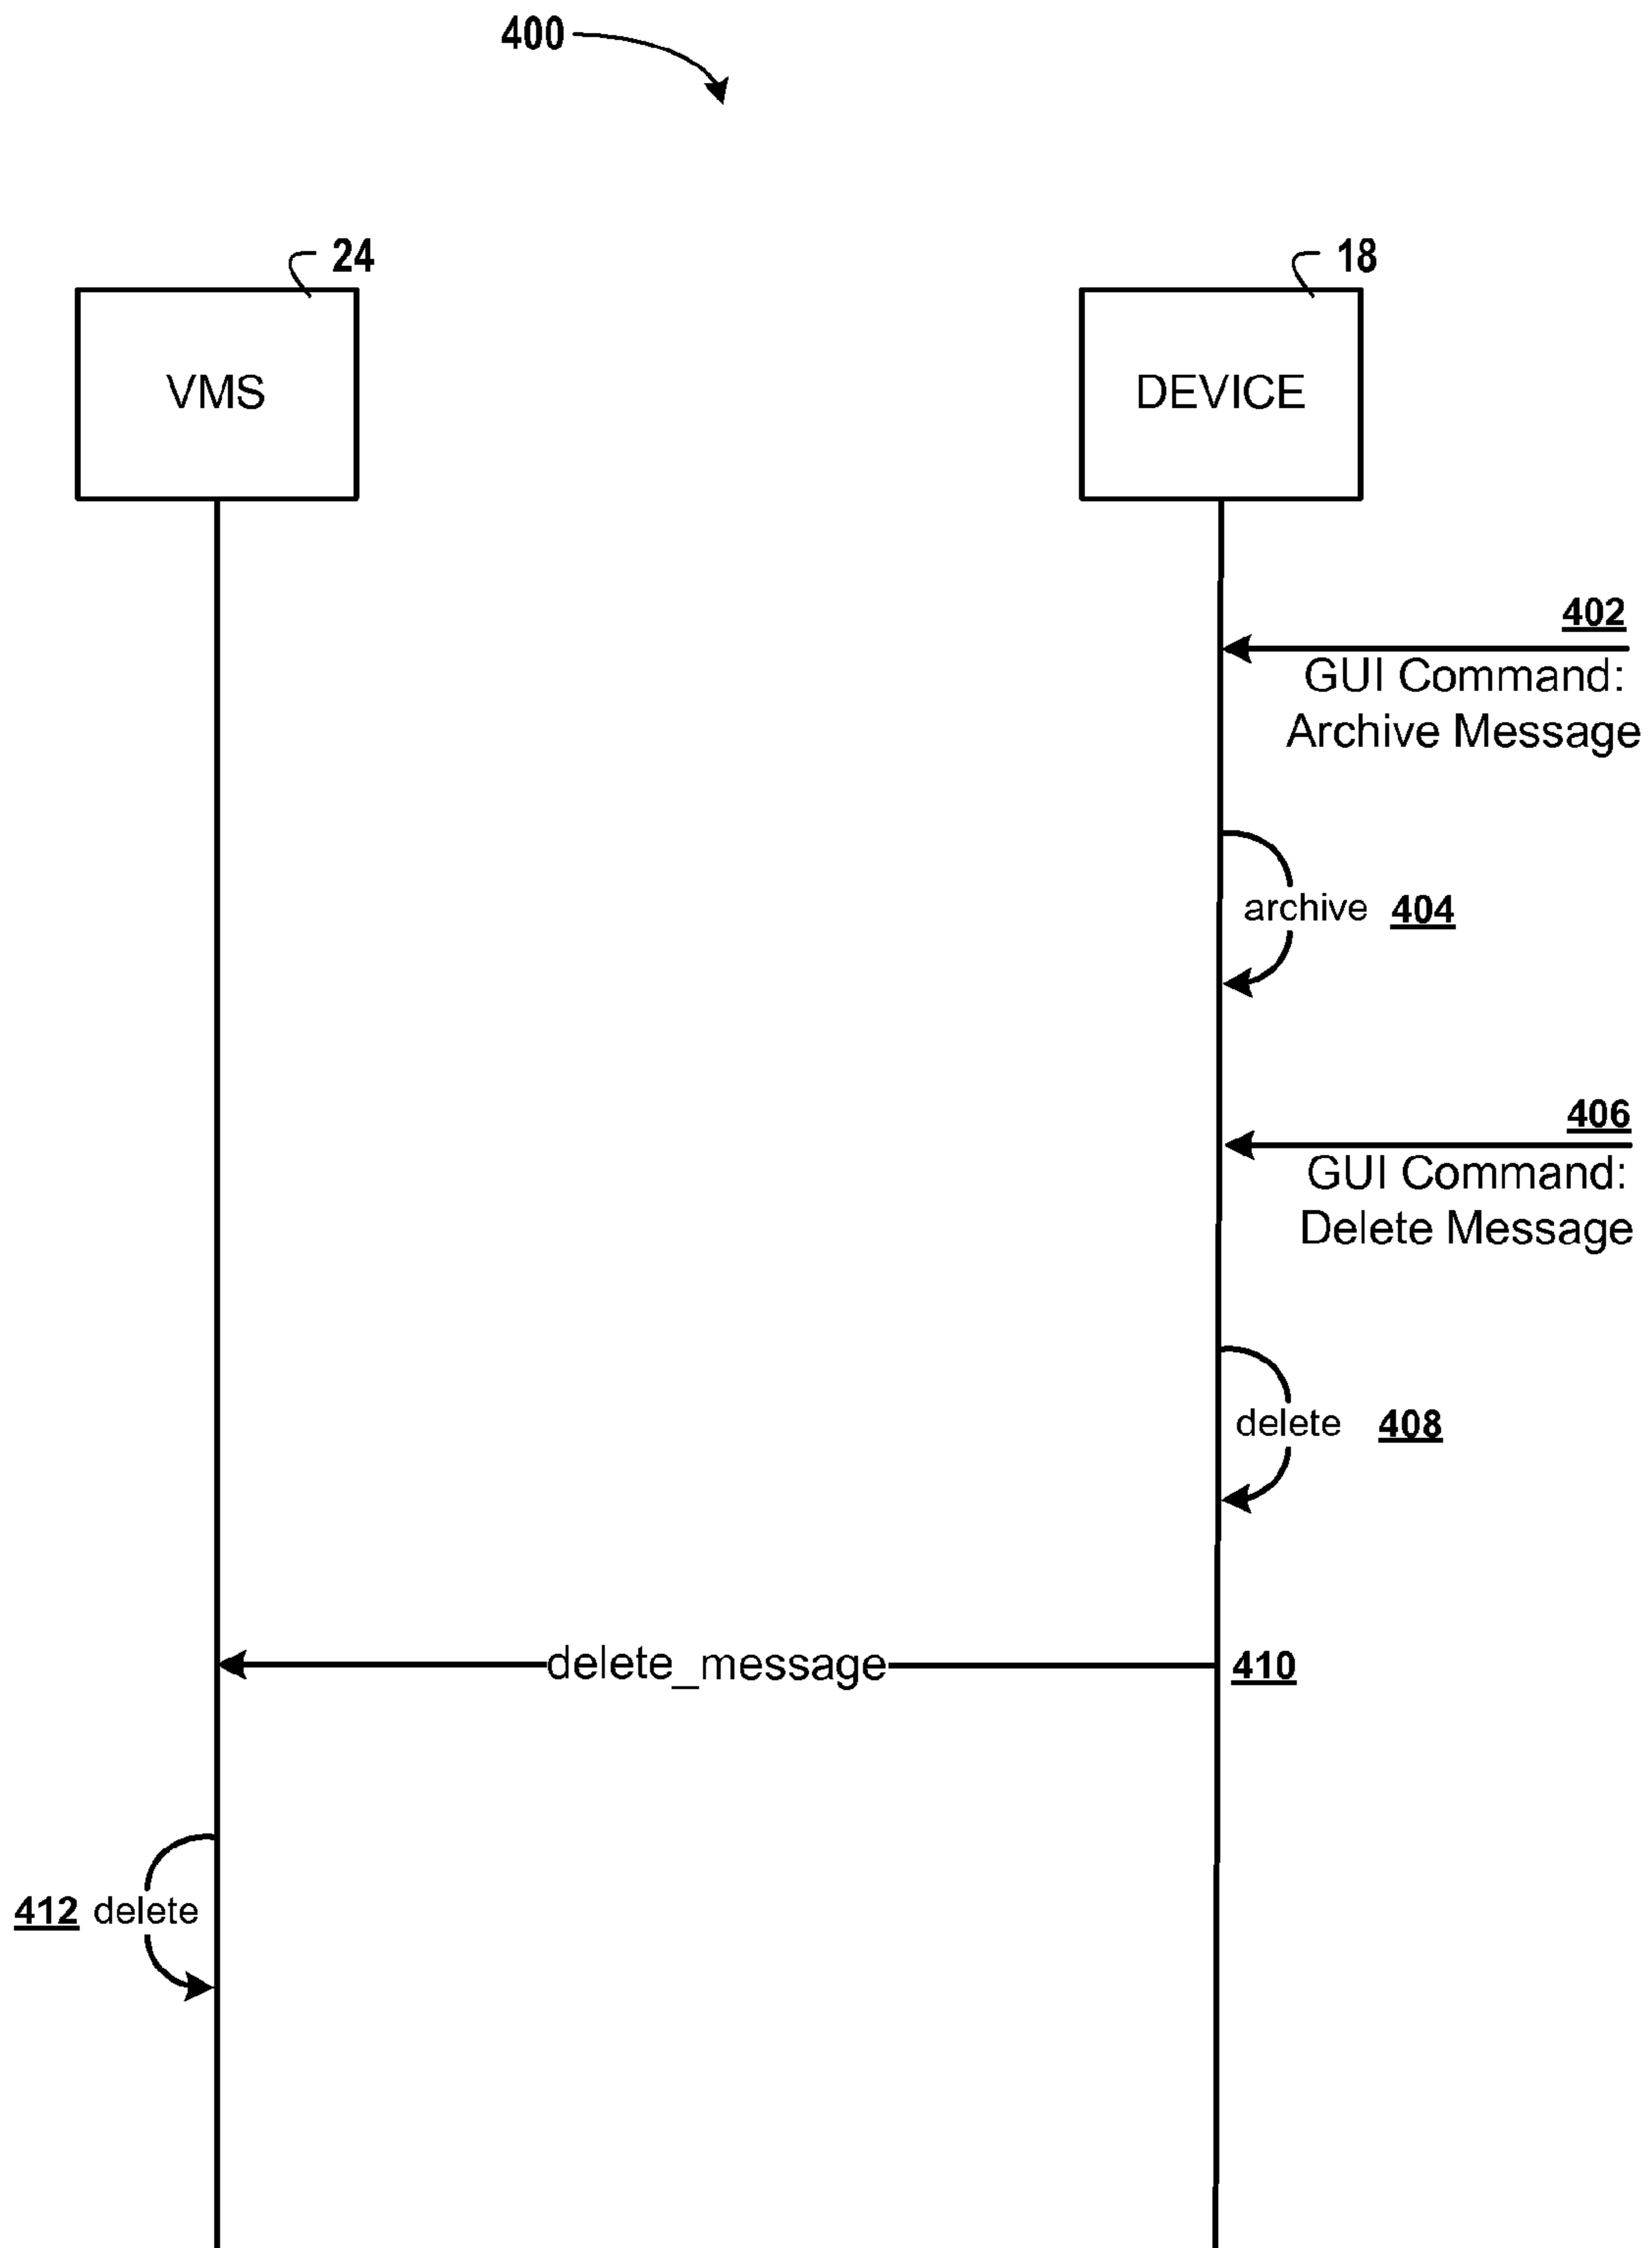 400
24
18
VMS
DEVICE
402
GUI Command:
Archive Message
archive 404
406
GUI Command:
Delete Message
delete 408
delete_message 410
412 delete